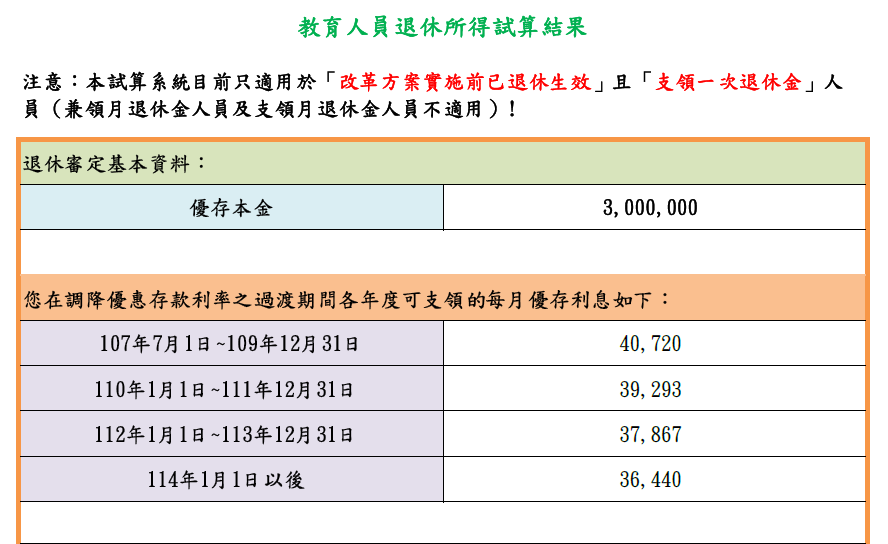 教育人員退休所得試算結果
注意：本試算系統目前只適用於「改革方案實施前已退休生效」且「支領一次退休金」人
員（兼領月退休金人員及支領月退休金人員不適用）!
退休審定基本資料：
優存本金 3,000,000
您在調降優惠存款利率之過渡期間各年度可支領的每月優存利息如下：
107年7月1日~109年12月31日 40,720
110年1月1日~111年12月31日 39,293
112年1月1日~113年12月31日 37,867
114年1月1日以後 36,440